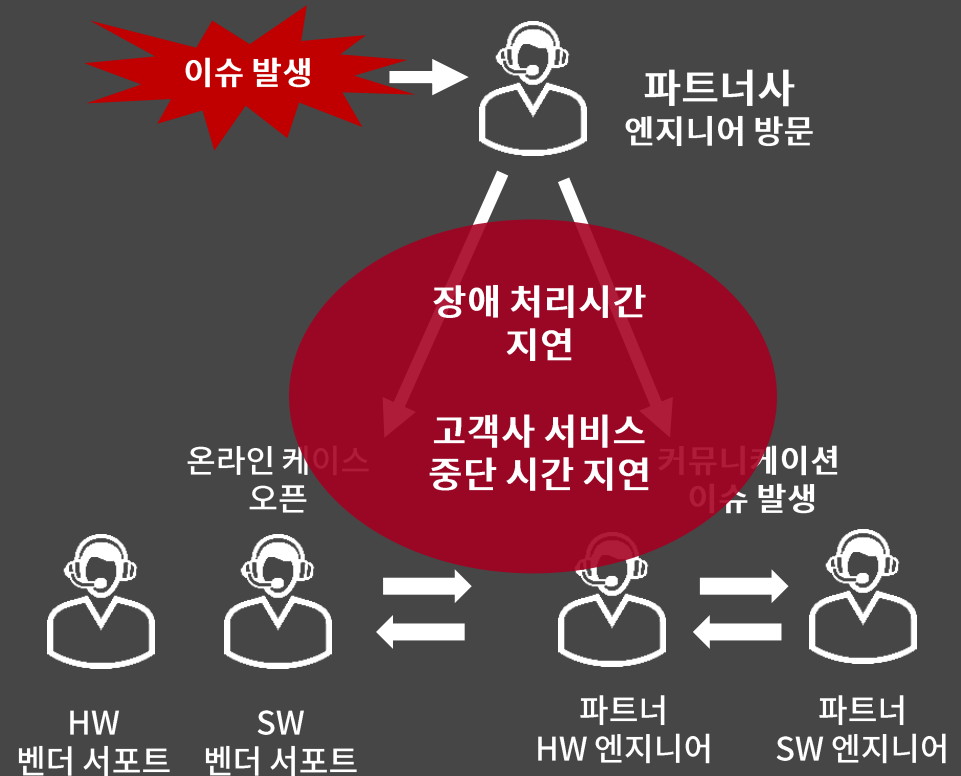 이슈 발생
파트너사
엔지니어 방문
장애 처리시간
지연
고객사 서비스
중단 시간 지연
온라인 케이스
오픈
커뮤니케이션
이슈 발생
HW
벤더 서포트
SW
벤더 서포트
파트너
HW 엔지니어
파트너
SW 엔지니어